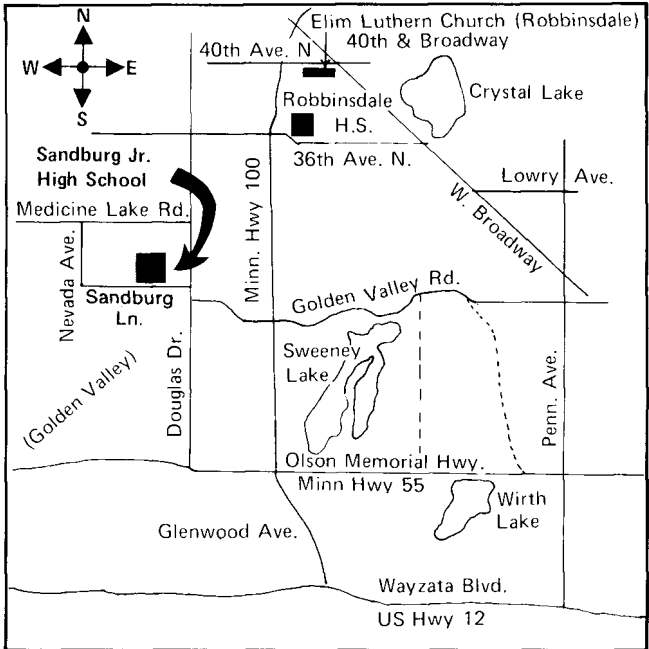 N
W
E
S
Elim Luthern Church (Robbinsdale)
40th & Broadway
40th Ave. N
Robbinsdale
H.S.
Crystal Lake
36th Ave. N.
Sandburg Jr.
High School
Medicine Lake Rd.
Minn. Hwy 100
Lowry Ave.
W. Broadway
Nevada Ave.
Sandburg
Ln.
Golden Valley Rd.
Sweeney
Lake
(Golden Valley)
Douglas Dr.
Penn. Ave.
Olson Memorial Hwy.
Minn Hwy 55
Wirth
Lake
Glenwood Ave.
Wayzata Blvd.
US Hwy 12